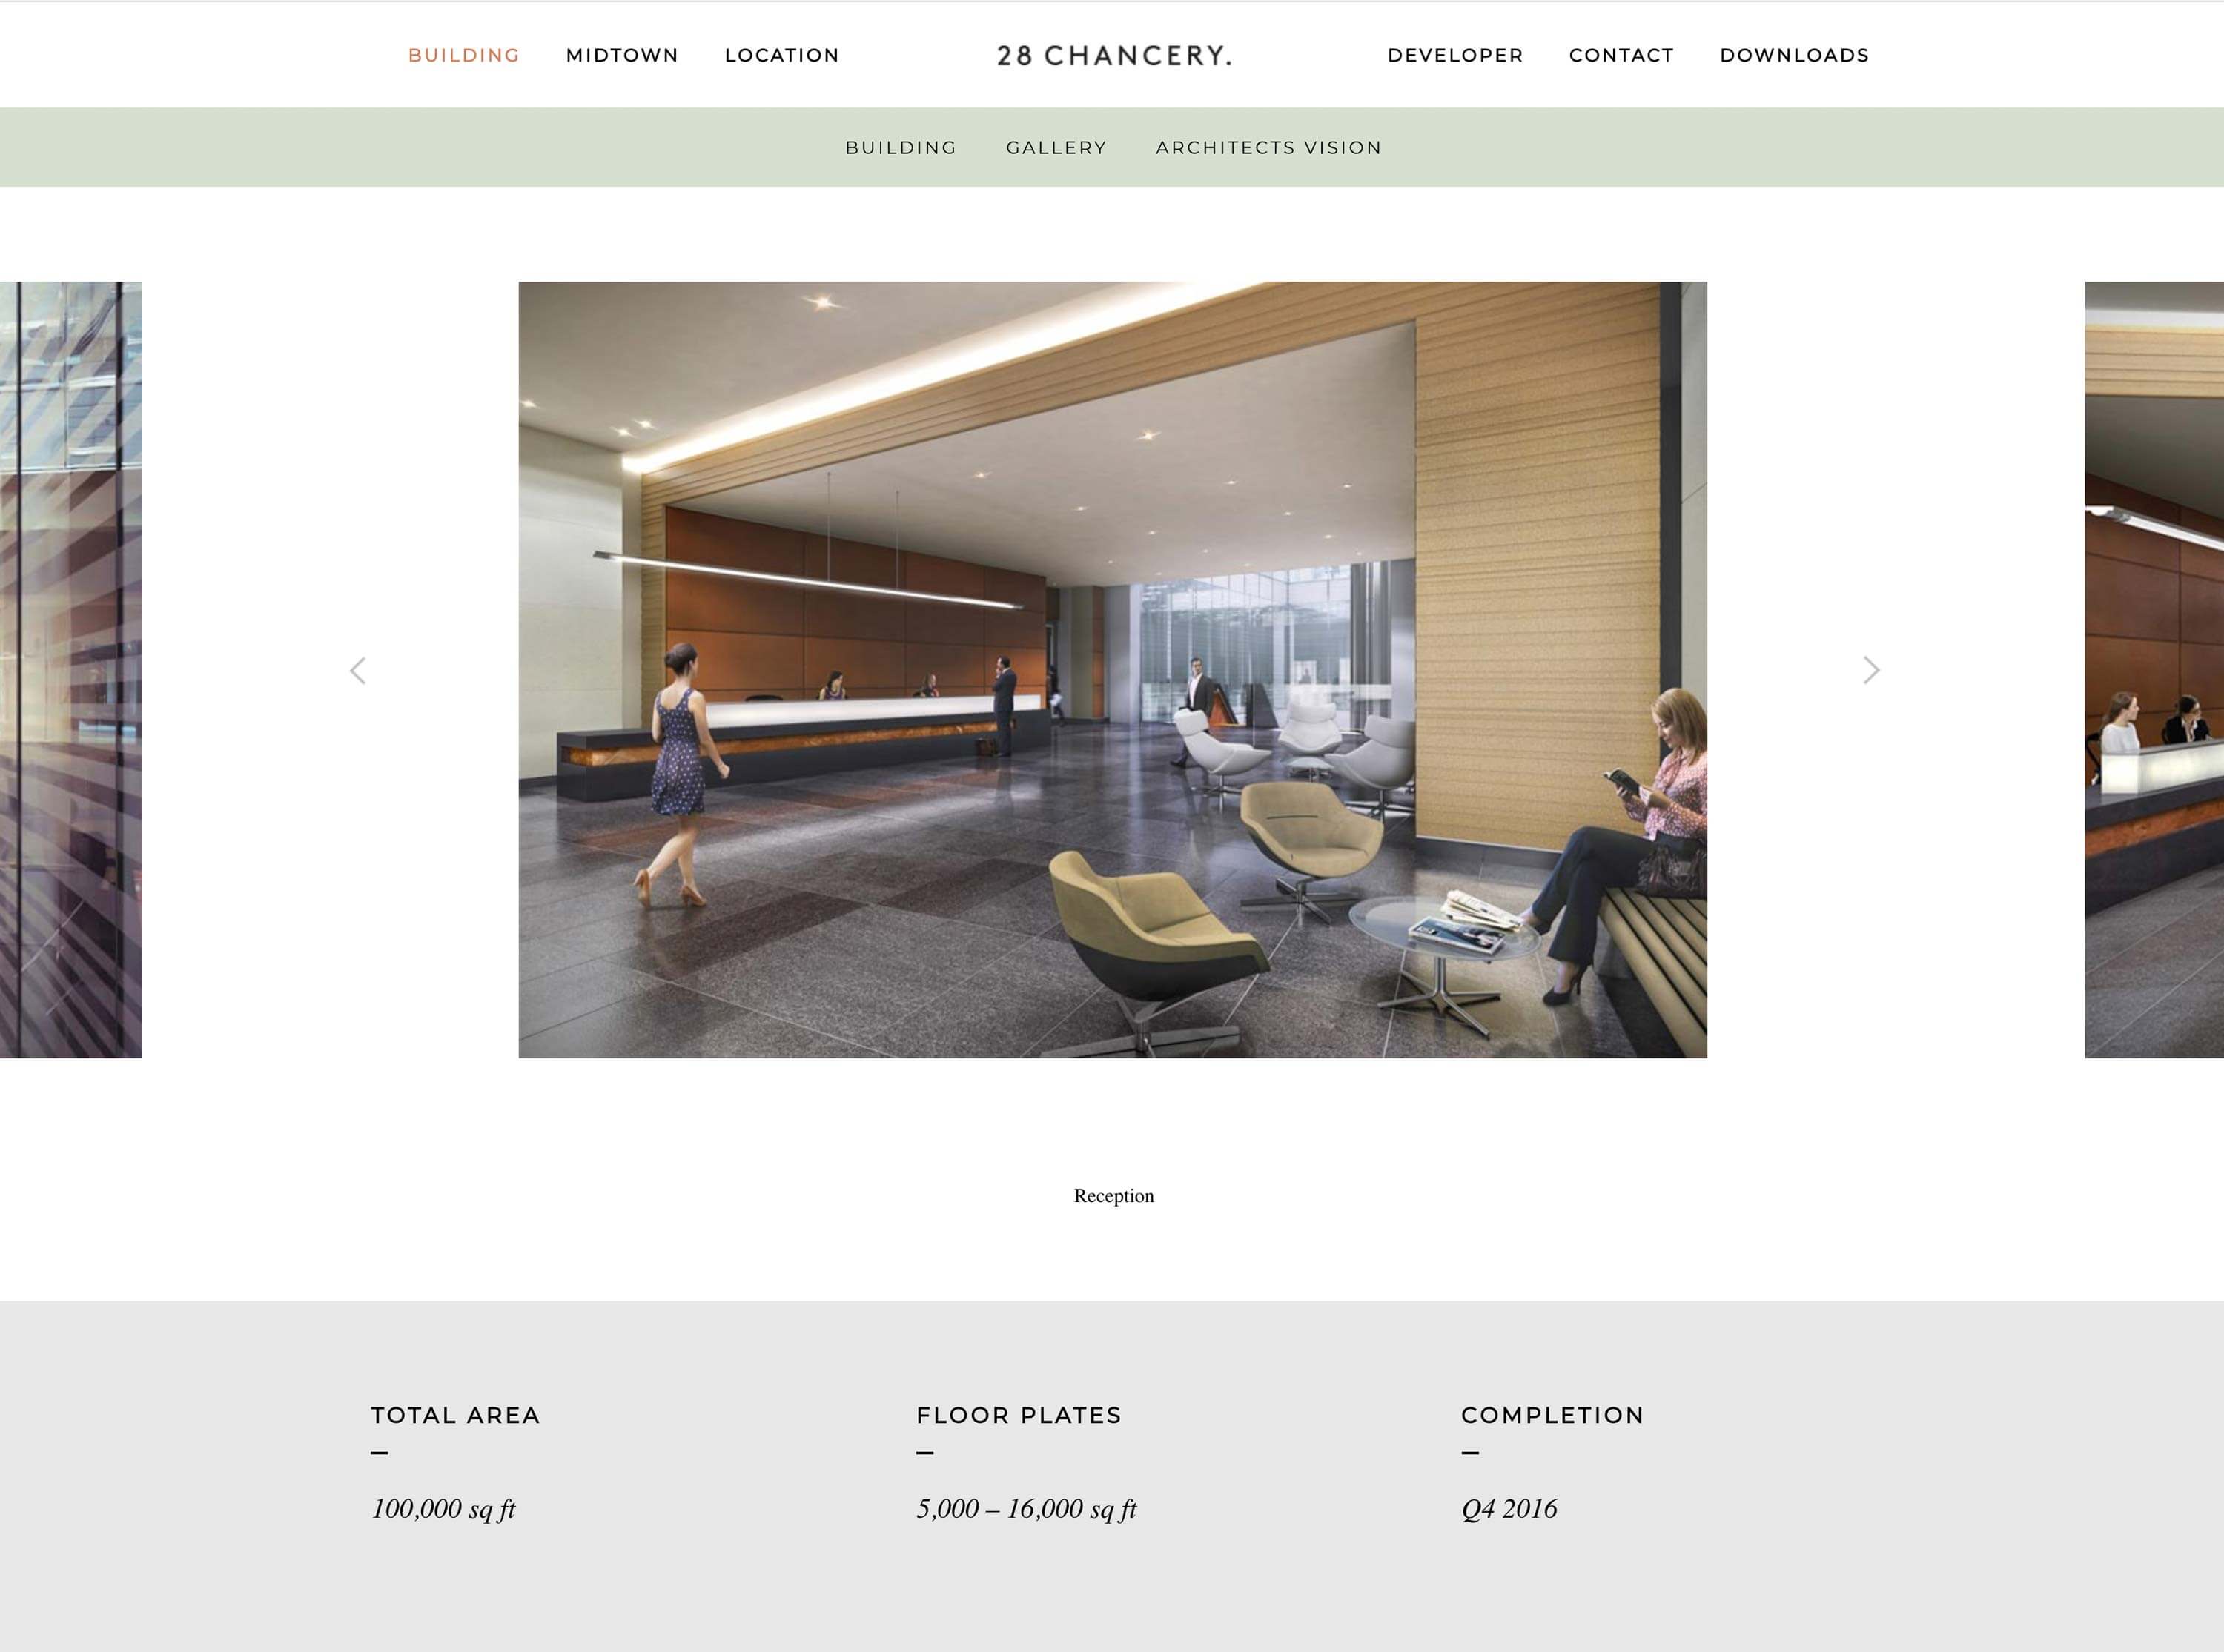 BUILDING MIDTOWN LOCATION 28 CHANCERY. DEVELOPER CONTACT DOWNLOADS
BUILDING GALLERY ARCHITECTS VISION
Reception
TOTAL AREA FLOOR PLATES COMPLETION
100,000 sq ft 5,000 – 16,000 sq ft Q4 2016